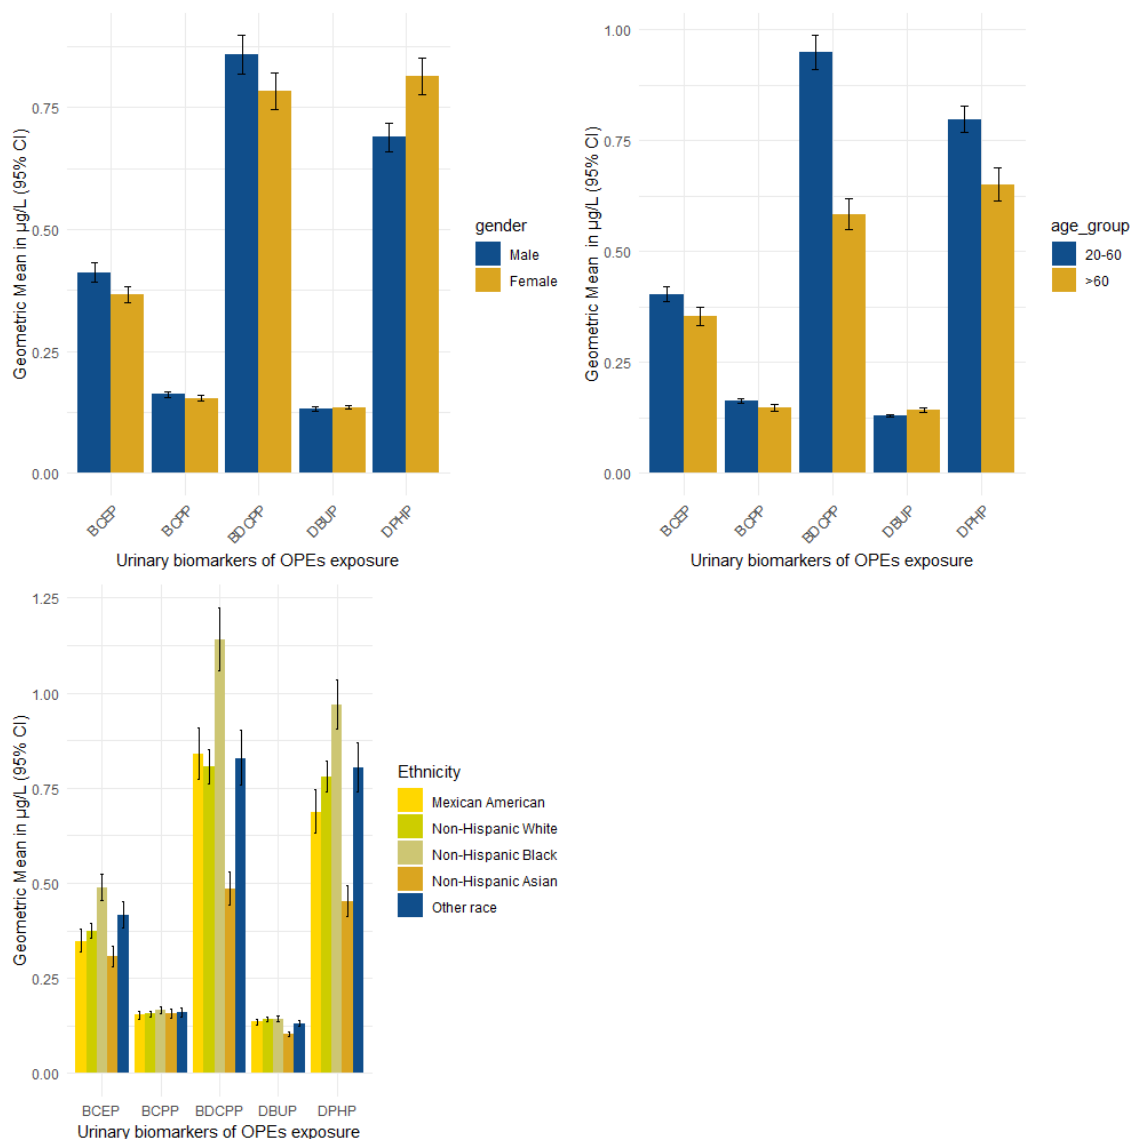 Geometric Mean in µg/L (95% CI)
0.75
0.50
0.25
0.00
BCEP
BCPP
BDCPP
DBUP
DPHP
Urinary biomarkers of OPEs exposure
gender
Male
Female
Geometric Mean in µg/L (95% CI)
1.00
0.75
0.50
0.25
0.00
BCEP
BCPP
BDCPP
DBUP
DPHP
Urinary biomarkers of OPEs exposure
age_group
20-60
>60
Geometric Mean in µg/L (95% CI)
1.25
1.00
0.75
0.50
0.25
0.00
BCEP BCPP BDCPP DBUP DPHP
Urinary biomarkers of OPEs exposure
Ethnicity
Mexican American
Non-Hispanic White
Non-Hispanic Black
Non-Hispanic Asian
Other race